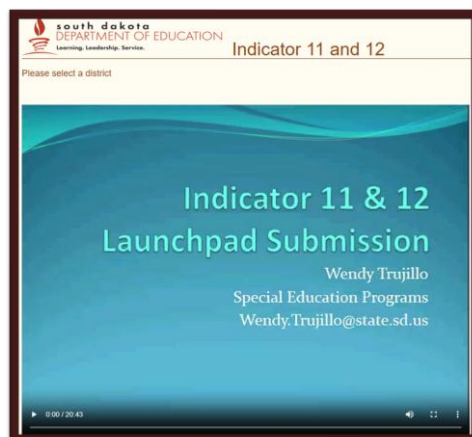 south dakota
DEPARTMENT OF EDUCATION
Learning. Leadership. Service.
Indicator 11 and 12
Please select a district
Indicator 11 & 12
Launchpad Submission
Wendy Trujillo
Special Education Programs
Wendy.Trujillo@state.sd.us
0:00 / 20:43